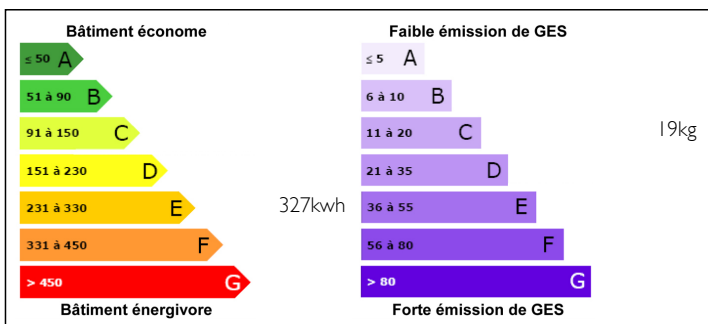 Bâtiment économe
≤ 50 A
51 à 90 B
91 à 150 C
151 à 230 D
231 à 330 E
327kwh
331 à 450 F
> 450 G
Bâtiment énergivore
Faible émission de GES
≤ 5 A
6 à 10 B
11 à 20 C
19kg
21 à 35 D
36 à 55 E
56 à 80 F
> 80 G
Forte émission de GES